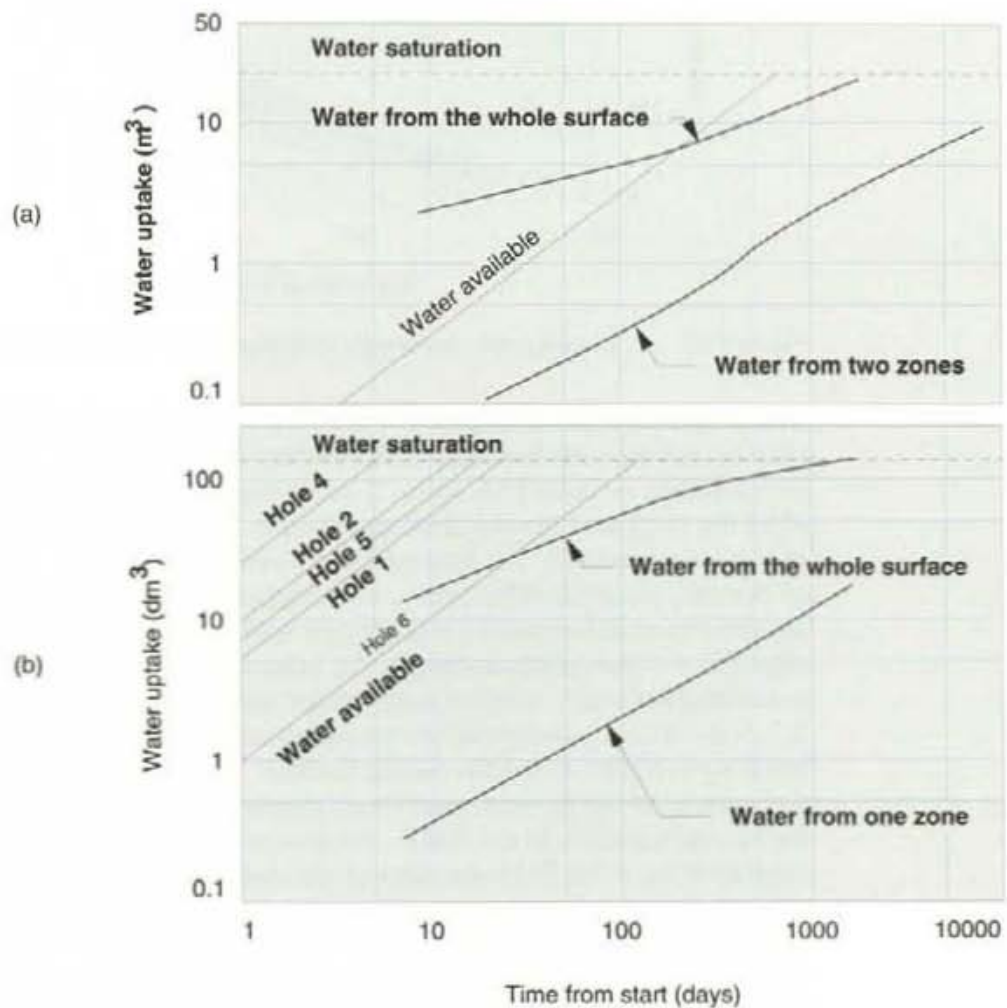 50
Water saturation
10
Water from the whole surface
(a)
Water uptake (m³)
Water available
1
Water from two zones
0.1
Water saturation
100
Hole 4
Hole 2
Hole 5
Hole 1
Water from the whole surface
10
Hole 6
(b)
Water uptake (dm³)
Water available
1
Water from one zone
0.1
1 10 100 1000 10000
Time from start (days)